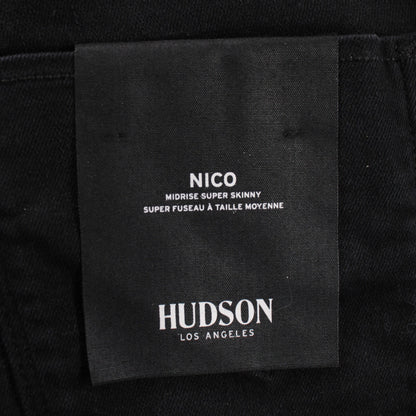 NICO
MIDRISE SUPER SKINNY
SUPER FUSEAU À TAILLE MOYENNE
HUDSON
LOS ANGELES